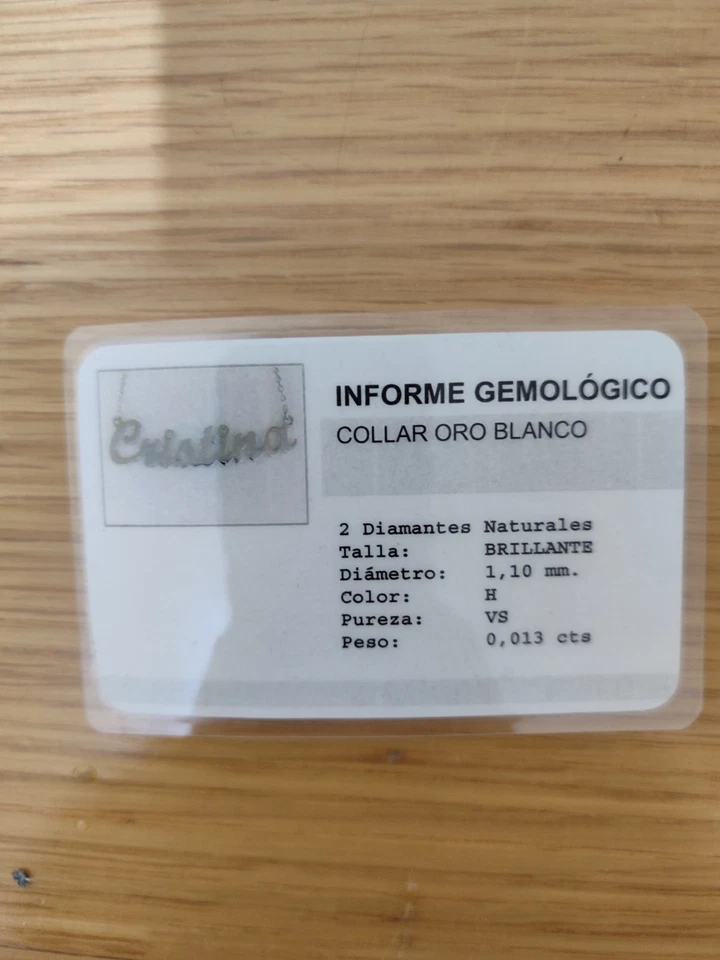 Cristina
INFORME GEMOLÓGICO
COLLAR ORO BLANCO
2 Diamantes Naturales
Talla: BRILLANTE
Diámetro: 1,10 mm.
Color: H
Pureza: VS
Peso: 0,013 cts